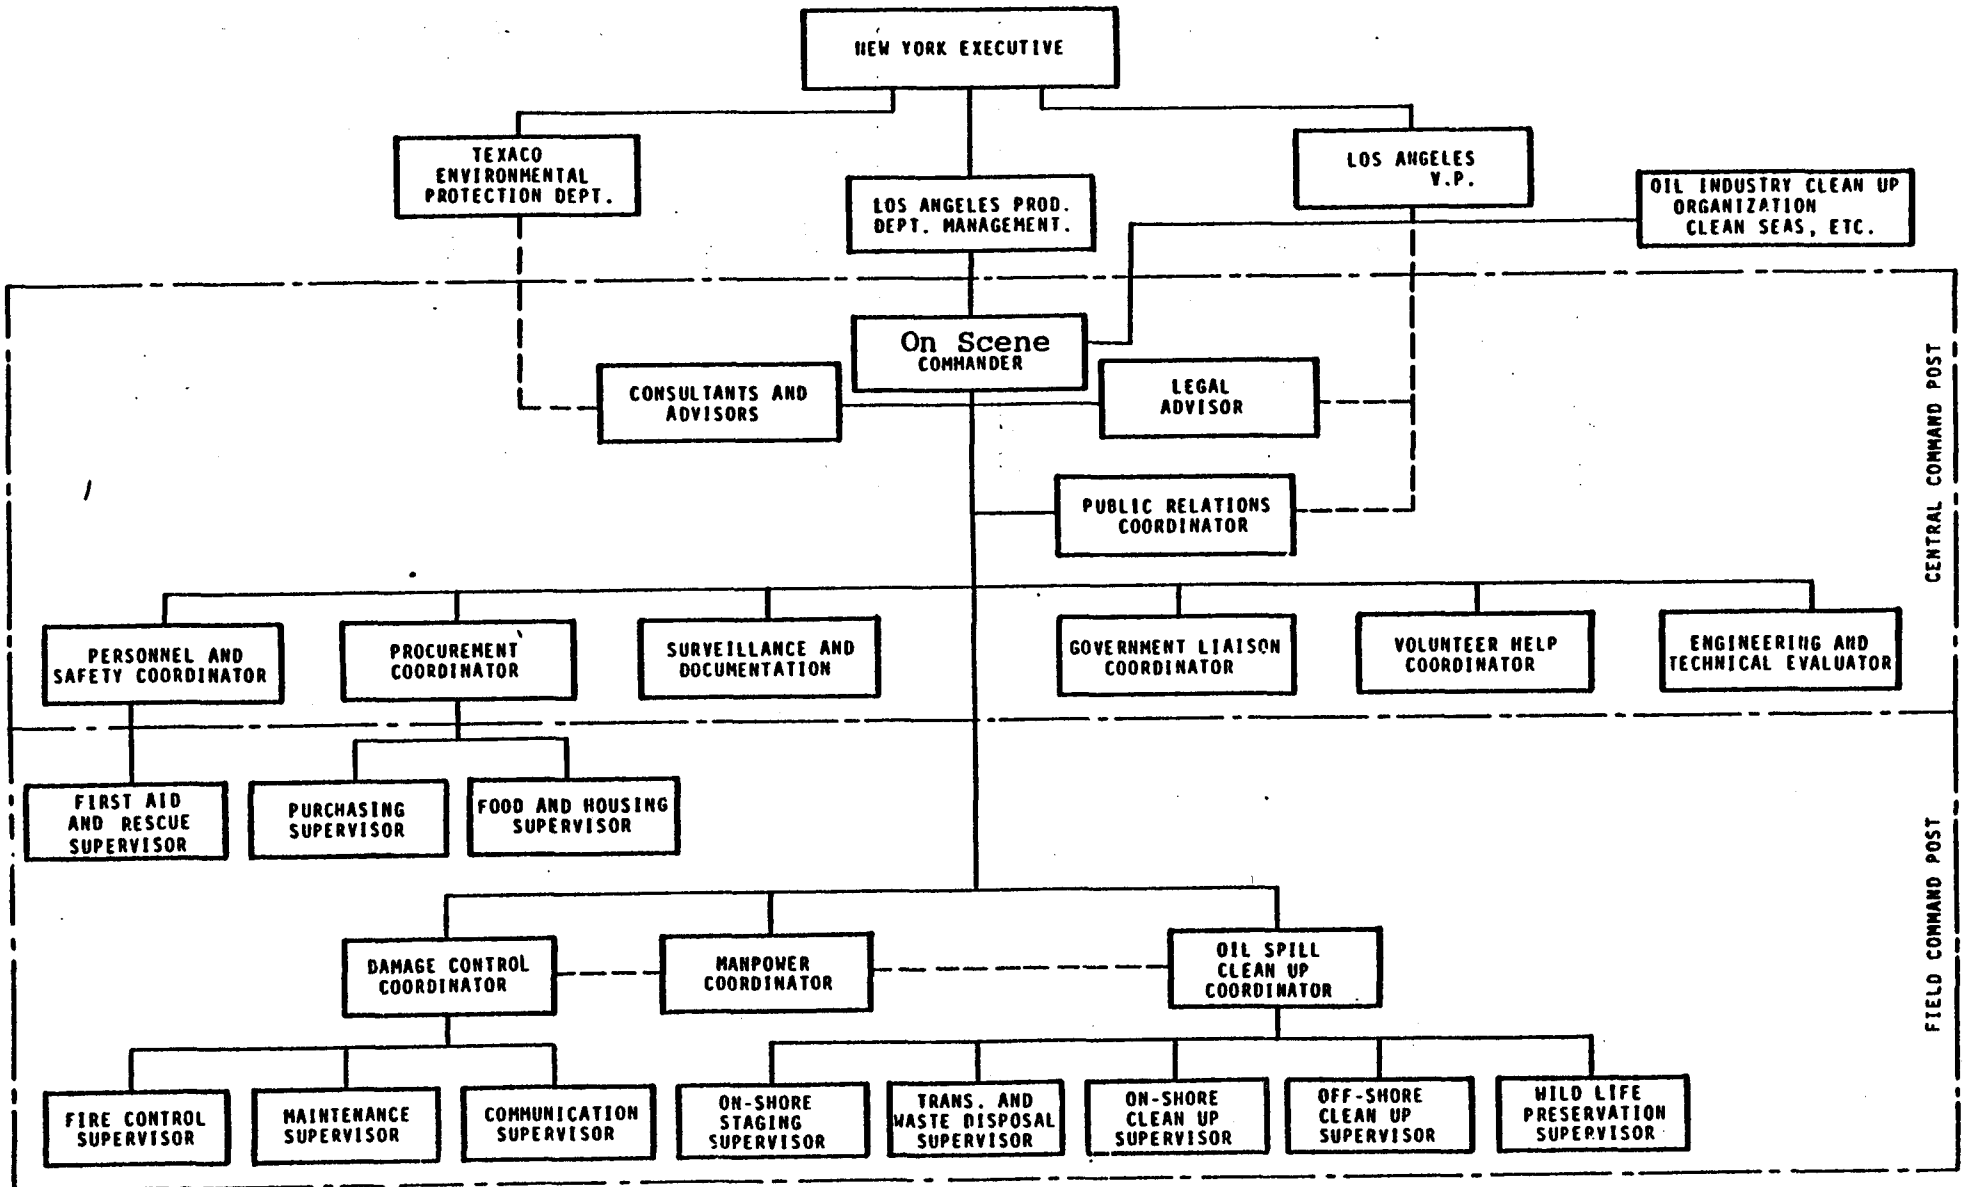 NEW YORK EXECUTIVE
TEXACO
ENVIRONMENTAL
PROTECTION DEPT.
LOS ANGELES PROD.
DEPT. MANAGEMENT.
LOS ANGELES
V.P.
OIL INDUSTRY CLEAN UP
ORGANIZATION
CLEAN SEAS, ETC.
On Scene
COMMANDER
CONSULTANTS AND
ADVISORS
LEGAL
ADVISOR
PUBLIC RELATIONS
COORDINATOR
CENTRAL COMMAND POST
PERSONNEL AND
SAFETY COORDINATOR
PROCUREMENT
COORDINATOR
SURVEILLANCE AND
DOCUMENTATION
GOVERNMENT LIAISON
COORDINATOR
VOLUNTEER HELP
COORDINATOR
ENGINEERING AND
TECHNICAL EVALUATOR
FIRST AID
AND RESCUE
SUPERVISOR
PURCHASING
SUPERVISOR
FOOD AND HOUSING
SUPERVISOR
FIELD COMMAND POST
DAMAGE CONTROL
COORDINATOR
MANPOWER
COORDINATOR
OIL SPILL
CLEAN UP
COORDINATOR
FIRE CONTROL
SUPERVISOR
MAINTENANCE
SUPERVISOR
COMMUNICATION
SUPERVISOR
ON-SHORE
STAGING
SUPERVISOR
TRANS. AND
WASTE DISPOSAL
SUPERVISOR
ON-SHORE
CLEAN UP
SUPERVISOR
OFF-SHORE
CLEAN UP
SUPERVISOR
WILD LIFE
PRESERVATION
SUPERVISOR